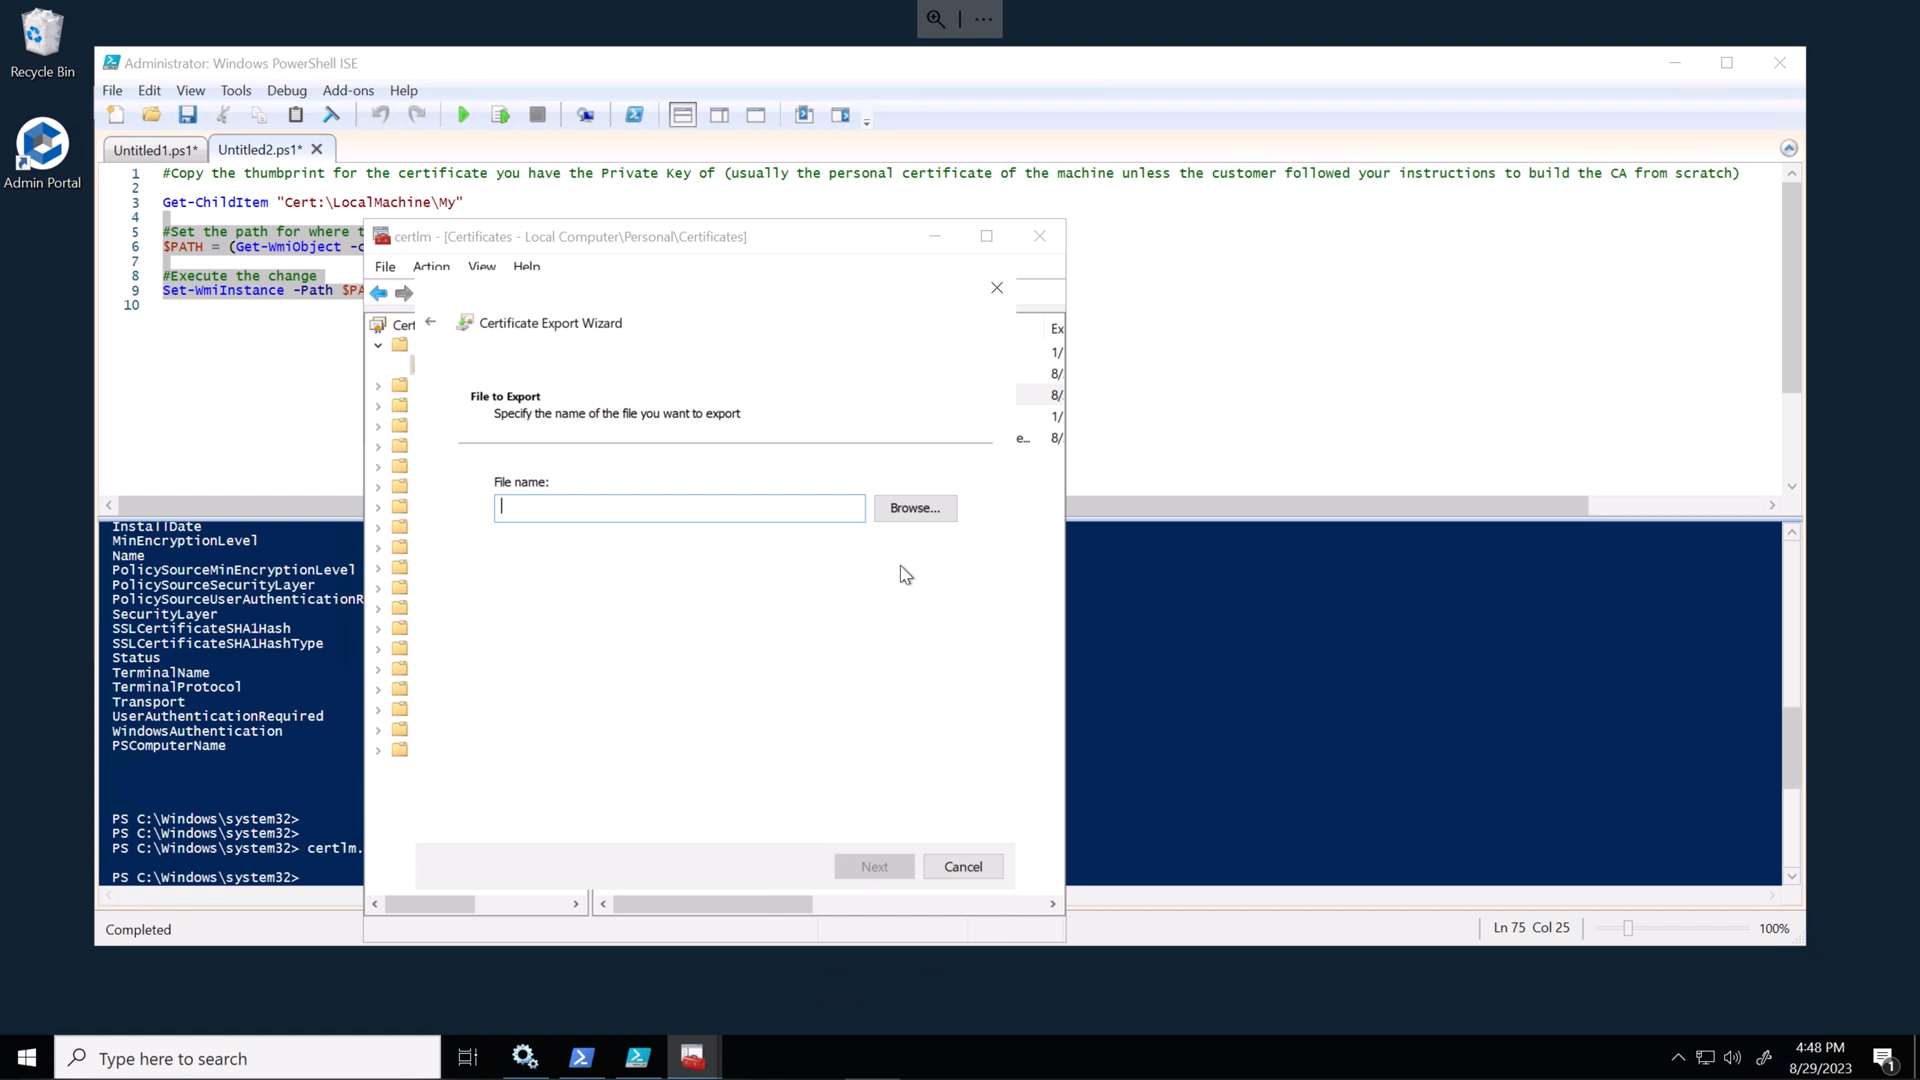 Recycle Bin
Admin Portal
Administrator: Windows PowerShell ISE
File Edit View Tools Debug Add-ons Help
Untitled1.ps1* Untitled2.ps1*
1 #Copy the thumbprint for the certificate you have the Private Key of (usually the personal certificate of the machine unless the customer followed your instructions to build the CA from scratch)
2
3 Get-ChildItem "Cert:\LocalMachine\My"
4
5 #Set the path for where t
6 $PATH = (Get-WmiObject -c
7
8 #Execute the change
9 Set-WmiInstance -Path $PA
10
certlm - [Certificates - Local Computer\Personal\Certificates]
File Action View Help
Cert
Ex
1/
8/
8/
1/
e... 8/
Certificate Export Wizard
File to Export
Specify the name of the file you want to export
File name:
Browse...
Next Cancel
InstallDate
MinEncryptionLevel
Name
PolicySourceMinEncryptionLevel
PolicySourceSecurityLayer
PolicySourceUserAuthenticationR
SecurityLayer
SSLCertificateSHA1Hash
SSLCertificateSHA1HashType
Status
TerminalName
TerminalProtocol
Transport
UserAuthenticationRequired
WindowsAuthentication
PSComputerName
PS C:\Windows\system32>
PS C:\Windows\system32>
PS C:\Windows\system32> certlm.
PS C:\Windows\system32>
Completed
Ln 75 Col 25
100%
Type here to search
4:48 PM
8/29/2023
1